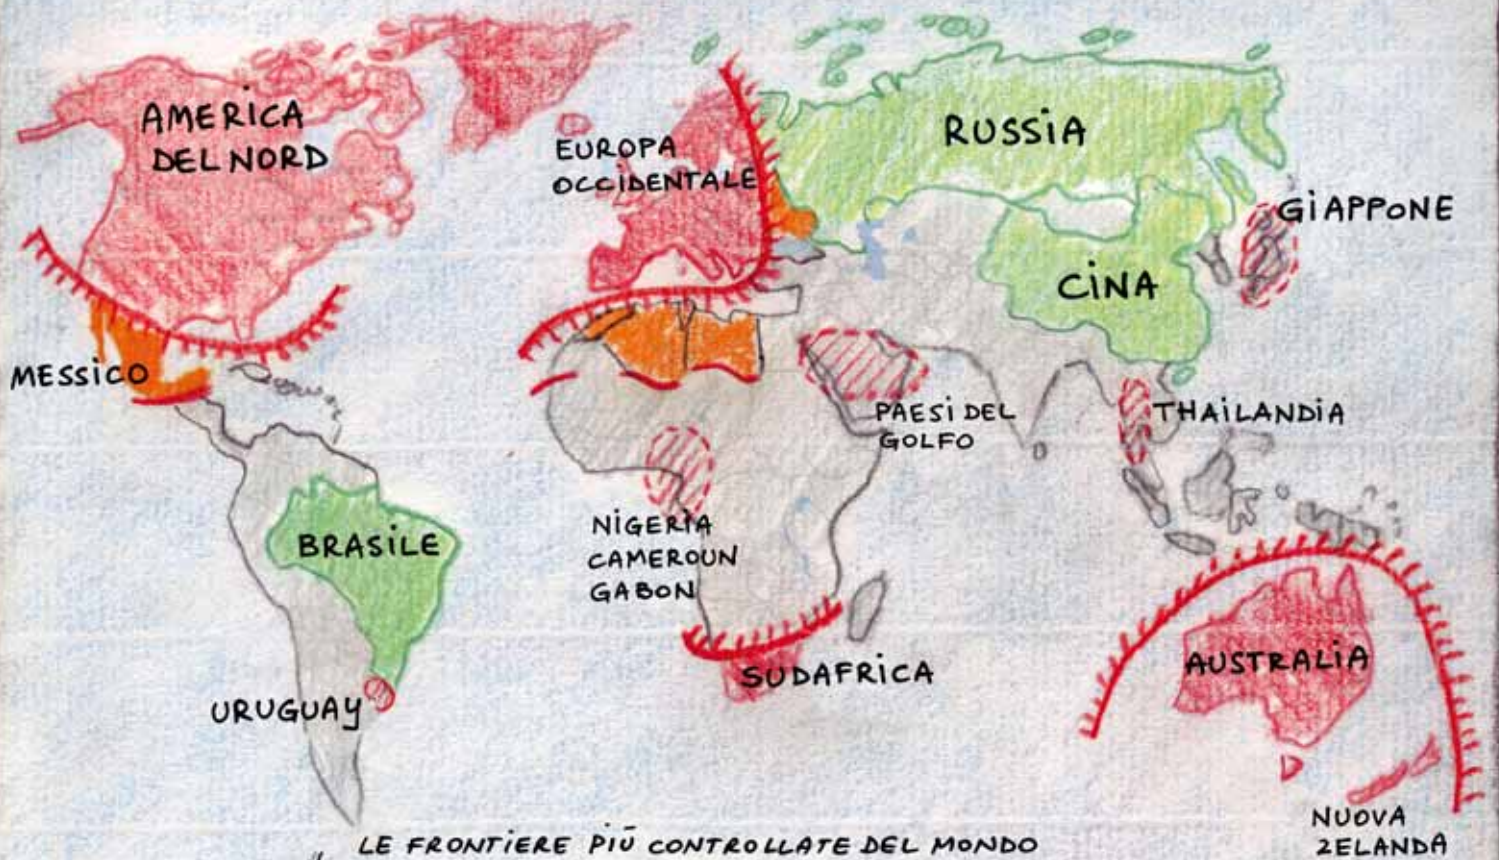 AMERICA
DEL NORD
EUROPA
OCCIDENTALE
RUSSIA
GIAPPONE
CINA
MESSICO
PAESI DEL
GOLFO
THAILANDIA
NIGERIA
CAMEROUN
GABON
BRASILE
SUDAFRICA
AUSTRALIA
URUGUAY
NUOVA
ZELANDA
LE FRONTIERE PIÙ CONTROLLATE DEL MONDO